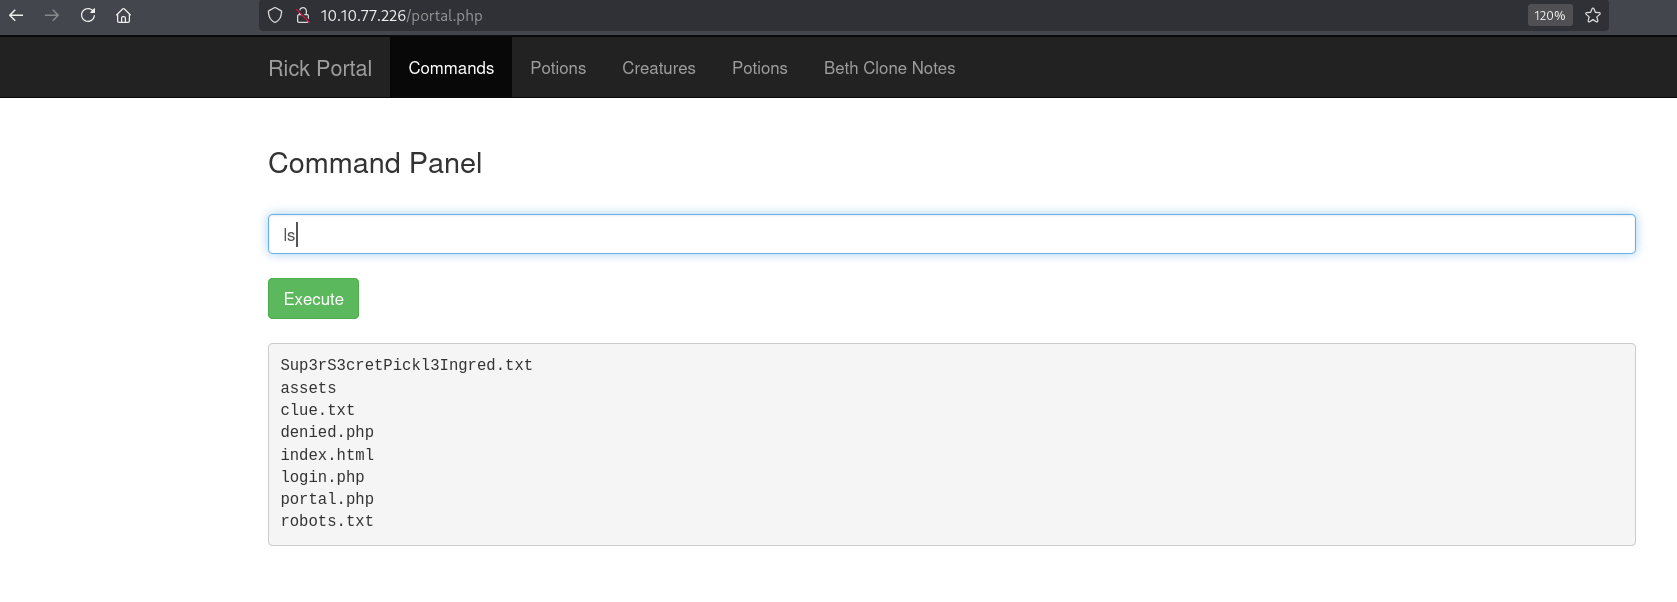 10.10.77.226/portal.php
120%
Rick Portal Commands Potions Creatures Potions Beth Clone Notes
Command Panel
ls
Execute
Sup3rS3cretPickl3Ingred.txt
assets
clue.txt
denied.php
index.html
login.php
portal.php
robots.txt